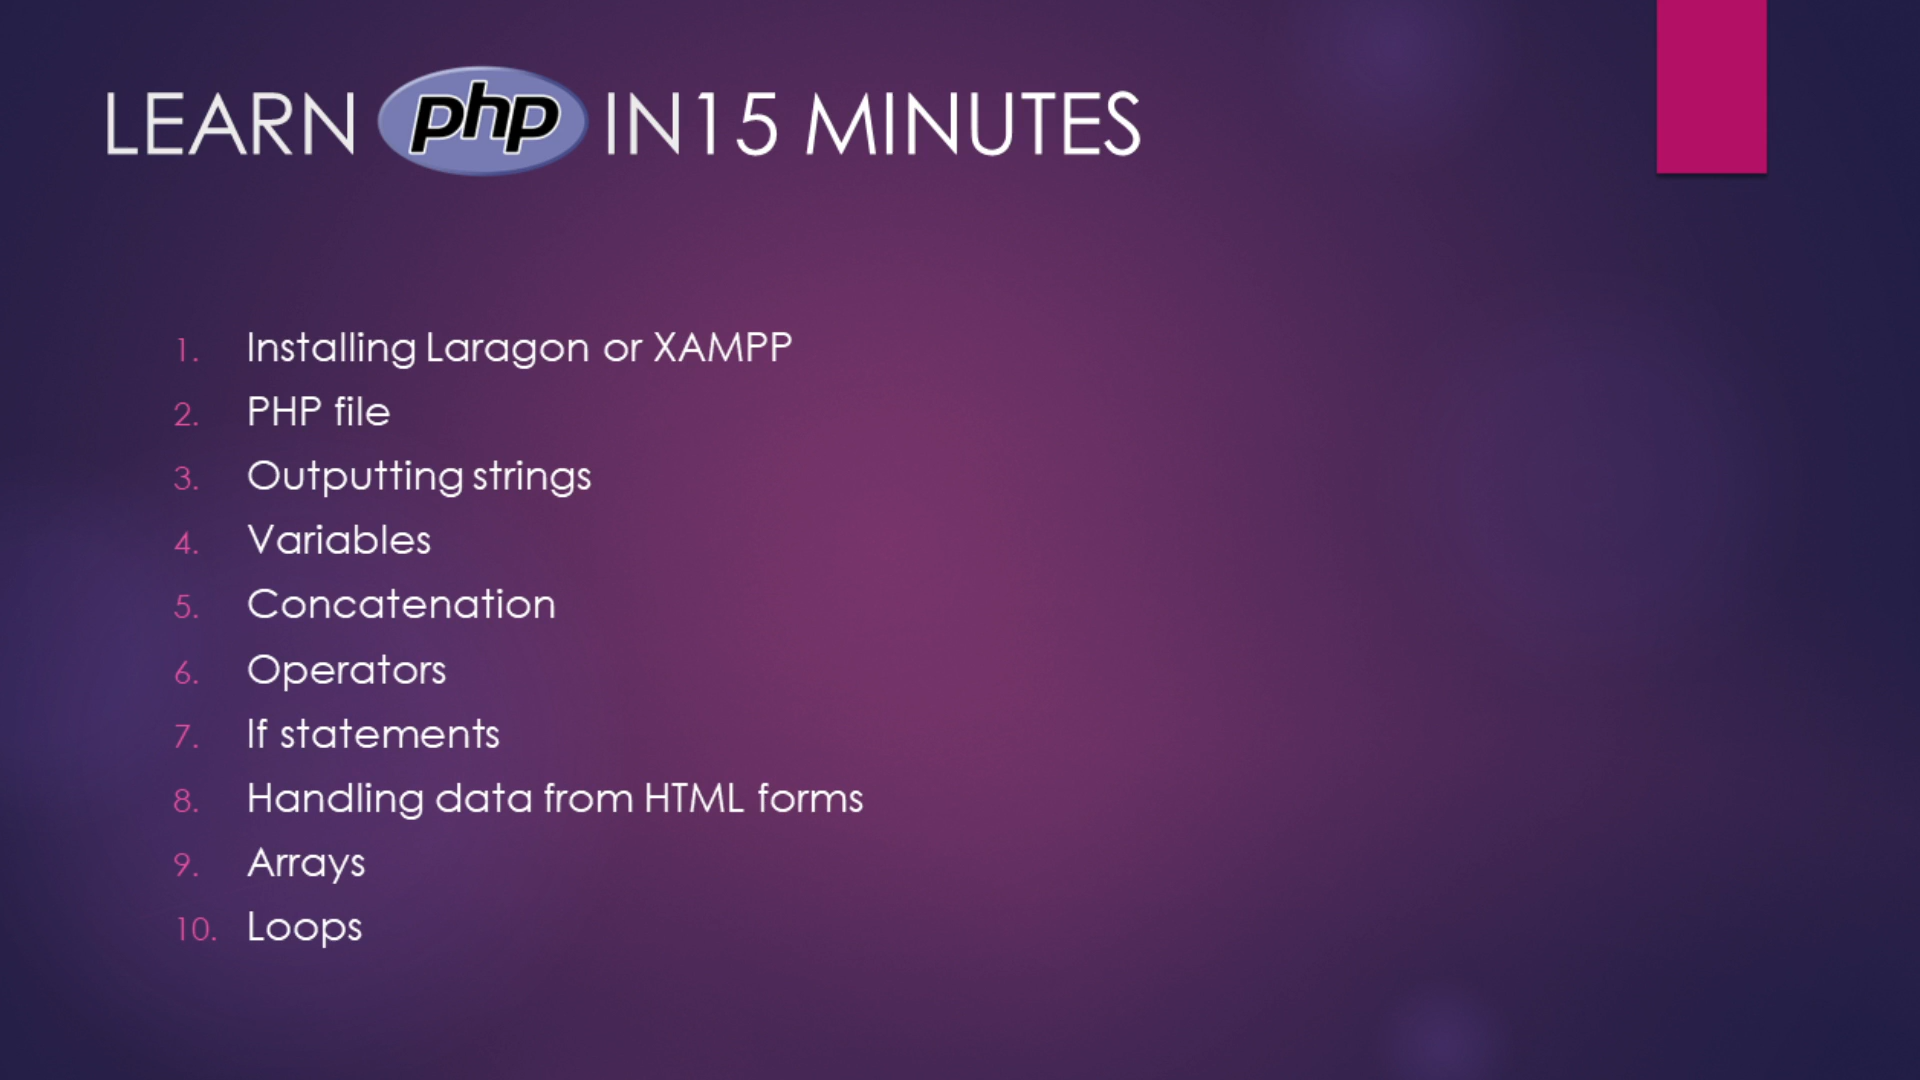 LEARN php IN15 MINUTES
1. Installing Laragon or XAMPP
2. PHP file
3. Outputting strings
4. Variables
5. Concatenation
6. Operators
7. If statements
8. Handling data from HTML forms
9. Arrays
10. Loops